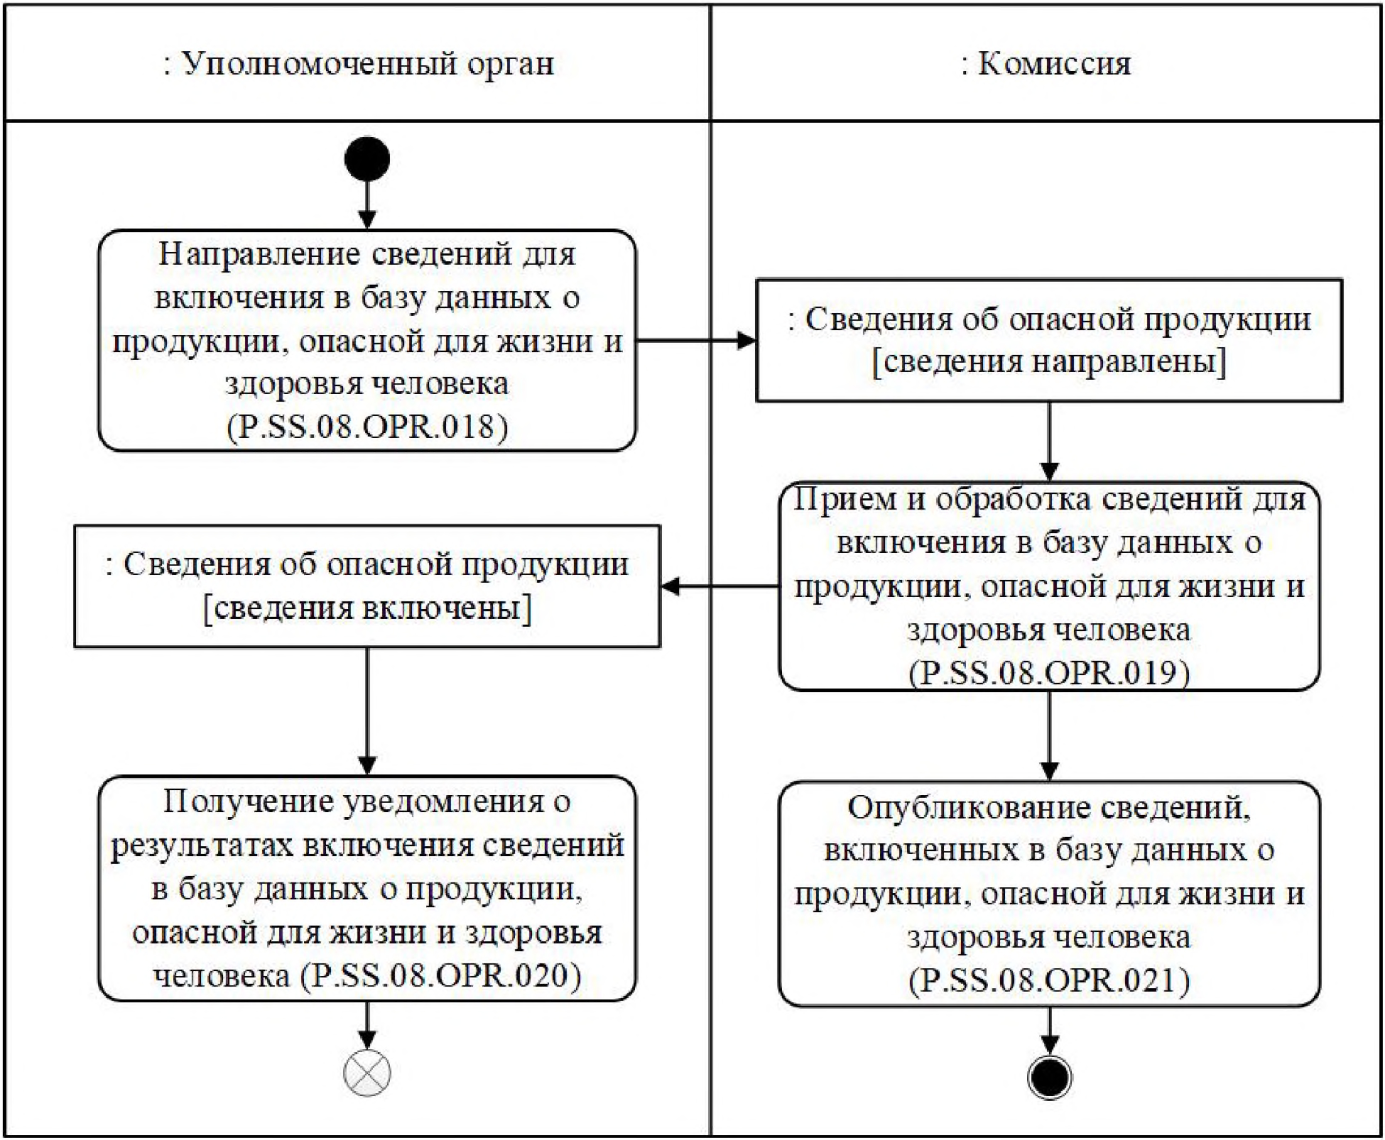 : Уполномоченный орган
: Комиссия
Направление сведений для
включения в базу данных о
продукции, опасной для жизни и
здоровья человека
(P.SS.08.OPR.018)
: Сведения об опасной продукции
[сведения направлены]
Прием и обработка сведений для
включения в базу данных о
продукции, опасной для жизни и
здоровья человека
(P.SS.08.OPR.019)
: Сведения об опасной продукции
[сведения включены]
Получение уведомления о
результатах включения сведений
в базу данных о продукции,
опасной для жизни и здоровья
человека (P.SS.08.OPR.020)
Опубликование сведений,
включенных в базу данных о
продукции, опасной для жизни и
здоровья человека
(P.SS.08.OPR.021)